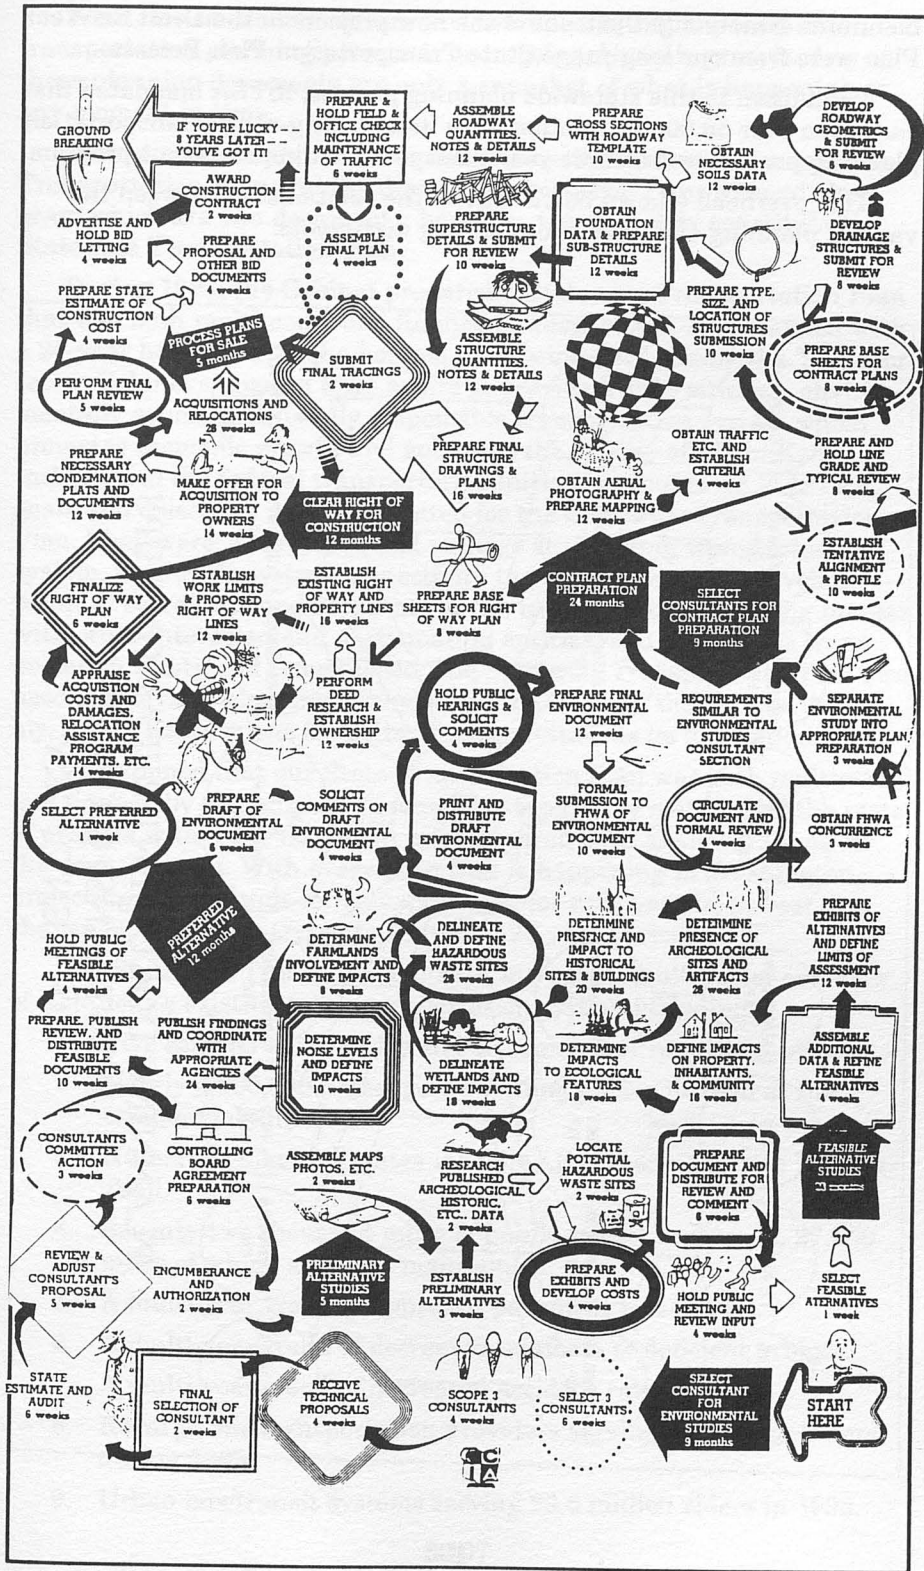 GROUND
BREAKING
IF YOU'RE LUCKY - - -
8 YEARS LATER - - -
YOU'VE GOT IT!
PREPARE &
HOLD FIELD &
OFFICE CHECK
INCLUDING
MAINTENANCE
OF TRAFFIC
6 weeks
ASSEMBLE
ROADWAY
QUANTITIES,
NOTES & DETAILS
12 weeks
PREPARE
CROSS SECTIONS
WITH ROADWAY
TEMPLATE
10 weeks
OBTAIN
NECESSARY
SOILS DATA
12 weeks
DEVELOP
ROADWAY
GEOMETRICS
& SUBMIT
FOR REVIEW
8 weeks
AWARD
CONSTRUCTION
CONTRACT
2 weeks
ADVERTISE AND
HOLD BID
LETTING
4 weeks
PREPARE
PROPOSAL AND
OTHER BID
DOCUMENTS
4 weeks
ASSEMBLE
FINAL PLAN
4 weeks
PREPARE
SUPERSTRUCTURE
DETAILS & SUBMIT
FOR REVIEW
10 weeks
OBTAIN
FOUNDATION
DATA & PREPARE
SUB-STRUCTURE
DETAILS
12 weeks
DEVELOP
DRAINAGE
STRUCTURES &
SUBMIT FOR
REVIEW
8 weeks
PREPARE STATE
ESTIMATE OF
CONSTRUCTION
COST
4 weeks
PROCESS PLANS
FOR SALE
5 months
SUBMIT
FINAL TRACINGS
2 weeks
ASSEMBLE
STRUCTURE
QUANTITIES,
NOTES & DETAILS
12 weeks
PREPARE TYPE,
SIZE, AND
LOCATION OF
STRUCTURES
SUBMISSION
10 weeks
PREPARE BASE
SHEETS FOR
CONTRACT PLANS
8 weeks
PERFORM FINAL
PLAN REVIEW
5 weeks
ACQUISITIONS AND
RELOCATIONS
28 weeks
PREPARE
NECESSARY
CONDEMNATION
PLATS AND
DOCUMENTS
12 weeks
MAKE OFFER FOR
ACQUISITION TO
PROPERTY
OWNERS
14 weeks
CLEAR RIGHT OF
WAY FOR
CONSTRUCTION
12 months
PREPARE FINAL
STRUCTURE
DRAWINGS &
PLANS
16 weeks
OBTAIN AERIAL
PHOTOGRAPHY &
PREPARE MAPPING
12 weeks
OBTAIN TRAFFIC
ETC. AND
ESTABLISH
CRITERIA
4 weeks
PREPARE AND
HOLD LINE
GRADE AND
TYPICAL REVIEW
8 weeks
ESTABLISH
TENTATIVE
ALIGNMENT
& PROFILE
10 weeks
FINALIZE
RIGHT OF WAY
PLAN
6 weeks
ESTABLISH
WORK LIMITS
& PROPOSED
RIGHT OF WAY
LINES
12 weeks
ESTABLISH
EXISTING RIGHT
OF WAY AND
PROPERTY LINES
16 weeks
PREPARE BASE
SHEETS FOR RIGHT
OF WAY PLAN
8 weeks
CONTRACT PLAN
PREPARATION
24 months
SELECT
CONSULTANTS FOR
CONTRACT PLAN
PREPARATION
9 months
APPRAISE
ACQUSITION
COSTS AND
DAMAGES,
RELOCATION
ASSISTANCE
PROGRAM
PAYMENTS, ETC.
14 weeks
PERFORM
DEED
RESEARCH &
ESTABLISH
OWNERSHIP
12 weeks
HOLD PUBLIC
HEARINGS &
SOLICIT
COMMENTS
4 weeks
PREPARE FINAL
ENVIRONMENTAL
DOCUMENT
12 weeks
REQUIREMENTS
SIMILAR TO
ENVIRONMENTAL
STUDIES
CONSULTANT
SECTION
SEPARATE
ENVIRONMENTAL
STUDY INTO
APPROPRIATE PLAN
PREPARATION
3 weeks
SELECT PREFERRED
ALTERNATIVE
1 week
PREPARE
DRAFT OF
ENVIRONMENTAL
DOCUMENT
6 weeks
SOLICIT
COMMENTS ON
DRAFT
ENVIRONMENTAL
DOCUMENT
4 weeks
PRINT AND
DISTRIBUTE
DRAFT
ENVIRONMENTAL
DOCUMENT
4 weeks
FORMAL
SUBMISSION TO
FHWA OF
ENVIRONMENTAL
DOCUMENT
10 weeks
CIRCULATE
DOCUMENT AND
FORMAL REVIEW
4 weeks
OBTAIN FHWA
CONCURRENCE
3 weeks
PREFERRED
ALTERNATIVE
12 months
HOLD PUBLIC
MEETINGS OF
FEASIBLE
ALTERNATIVES
4 weeks
DETERMINE
FARMLANDS
INVOLVEMENT AND
DEFINE IMPACTS
8 weeks
DELINEATE
AND DEFINE
HAZARDOUS
WASTE SITES
28 weeks
DETERMINE
PRESENCE AND
IMPACT TO
HISTORICAL
SITES & BUILDINGS
20 weeks
DETERMINE
PRESENCE OF
ARCHEOLOGICAL
SITES AND
ARTIFACTS
26 weeks
PREPARE
EXHIBITS OF
ALTERNATIVES
AND DEFINE
LIMITS OF
ASSESSMENT
12 weeks
PREPARE, PUBLISH
REVIEW, AND
DISTRIBUTE
FEASIBLE
DOCUMENTS
10 weeks
PUBLISH FINDINGS
AND COORDINATE
WITH
APPROPRIATE
AGENCIES
24 weeks
DETERMINE
NOISE LEVELS
AND DEFINE
IMPACTS
10 weeks
DELINEATE
WETLANDS AND
DEFINE IMPACTS
18 weeks
DETERMINE
IMPACTS
TO ECOLOGICAL
FEATURES
18 weeks
DEFINE IMPACTS
ON PROPERTY,
INHABITANTS,
& COMMUNITY
16 weeks
ASSEMBLE
ADDITIONAL
DATA & REFINE
FEASIBLE
ALTERNATIVES
4 weeks
CONSULTANTS
COMMITTEE
ACTION
3 weeks
CONTROLLING
BOARD
AGREEMENT
PREPARATION
6 weeks
ASSEMBLE MAPS
PHOTOS, ETC.
2 weeks
RESEARCH
PUBLISHED
ARCHEOLOGICAL,
HISTORIC,
ETC., DATA
2 weeks
LOCATE
POTENTIAL
HAZARDOUS
WASTE SITES
2 weeks
PREPARE
DOCUMENT AND
DISTRIBUTE FOR
REVIEW AND
COMMENT
6 weeks
FEASIBLE
ALTERNATIVE
STUDIES
23
REVIEW &
ADJUST
CONSULTANT'S
PROPOSAL
5 weeks
ENCUMBERANCE
AND
AUTHORIZATION
2 weeks
PRELIMINARY
ALTERNATIVE
STUDIES
5 months
ESTABLISH
PRELIMINARY
ALTERNATIVES
3 weeks
PREPARE
EXHIBITS AND
DEVELOP COSTS
4 weeks
HOLD PUBLIC
MEETING AND
REVIEW INPUT
4 weeks
SELECT
FEASIBLE
ATERNATIVES
1 week
STATE
ESTIMATE AND
AUDIT
6 weeks
FINAL
SELECTION OF
CONSULTANT
2 weeks
RECEIVE
TECHNICAL
PROPOSALS
4 weeks
SCOPE 3
CONSULTANTS
4 weeks
SELECT 3
CONSULTANTS
6 weeks
SELECT
CONSULTANT
FOR
ENVIRONMENTAL
STUDIES
9 months
START
HERE